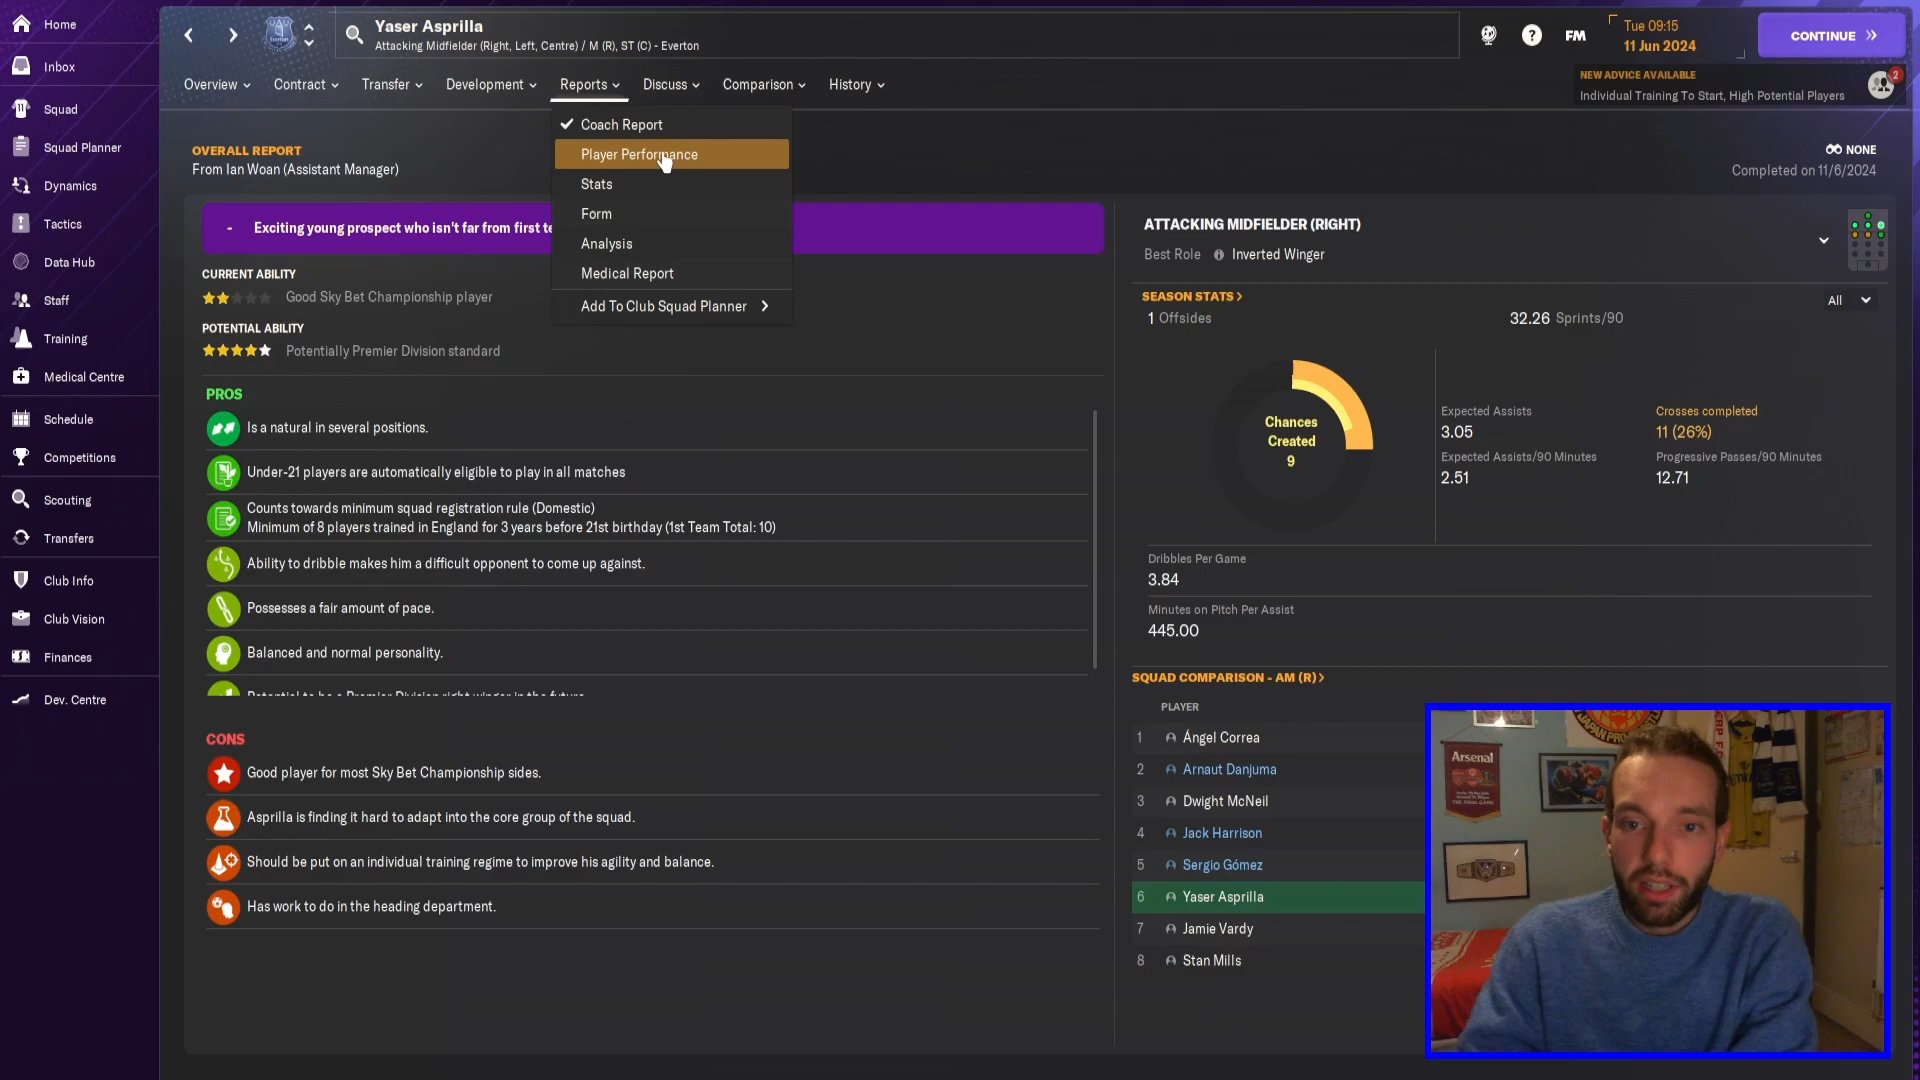 Home
Inbox
Squad
Squad Planner
Dynamics
Tactics
Data Hub
Staff
Training
Medical Centre
Schedule
Competitions
Scouting
Transfers
Club Info
Club Vision
Finances
Dev. Centre
Yaser Asprilla
Attacking Midfielder (Right, Left, Centre) / M (R), ST (C) - Everton
FM
Tue 09:15
11 Jun 2024
CONTINUE
Overview
Contract
Transfer
Development
Reports
Discuss
Comparison
History
NEW ADVICE AVAILABLE
2
Individual Training To Start, High Potential Players
Coach Report
Player Performance
Stats
Form
Analysis
Medical Report
Add To Club Squad Planner
OVERALL REPORT
From Ian Woan (Assistant Manager)
NONE
Completed on 11/6/2024
- Exciting young prospect who isn't far from first te
CURRENT ABILITY
Good Sky Bet Championship player
POTENTIAL ABILITY
Potentially Premier Division standard
PROS
Is a natural in several positions.
Under-21 players are automatically eligible to play in all matches
Counts towards minimum squad registration rule (Domestic)
Minimum of 8 players trained in England for 3 years before 21st birthday (1st Team Total: 10)
Ability to dribble makes him a difficult opponent to come up against.
Possesses a fair amount of pace.
Balanced and normal personality.
Potential to be a Premier Division right winger in the future
CONS
Good player for most Sky Bet Championship sides.
Asprilla is finding it hard to adapt into the core group of the squad.
Should be put on an individual training regime to improve his agility and balance.
Has work to do in the heading department.
ATTACKING MIDFIELDER (RIGHT)
Best Role Inverted Winger
SEASON STATS >
All
1 Offsides
32.26 Sprints/90
Chances
Created
9
Expected Assists
3.05
Expected Assists/90 Minutes
2.51
Crosses completed
11 (26%)
Progressive Passes/90 Minutes
12.71
Dribbles Per Game
3.84
Minutes on Pitch Per Assist
445.00
SQUAD COMPARISON - AM (R) >
PLAYER
1 Ángel Correa
2 Arnaut Danjuma
3 Dwight McNeil
4 Jack Harrison
5 Sergio Gómez
6 Yaser Asprilla
7 Jamie Vardy
8 Stan Mills
Arsenal